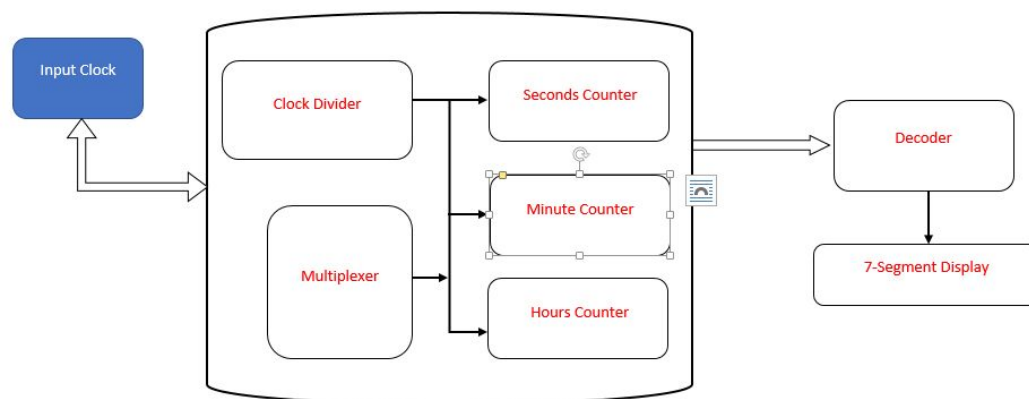 Input Clock
Clock Divider
Seconds Counter
Decoder
Minute Counter
Multiplexer
7-Segment Display
Hours Counter